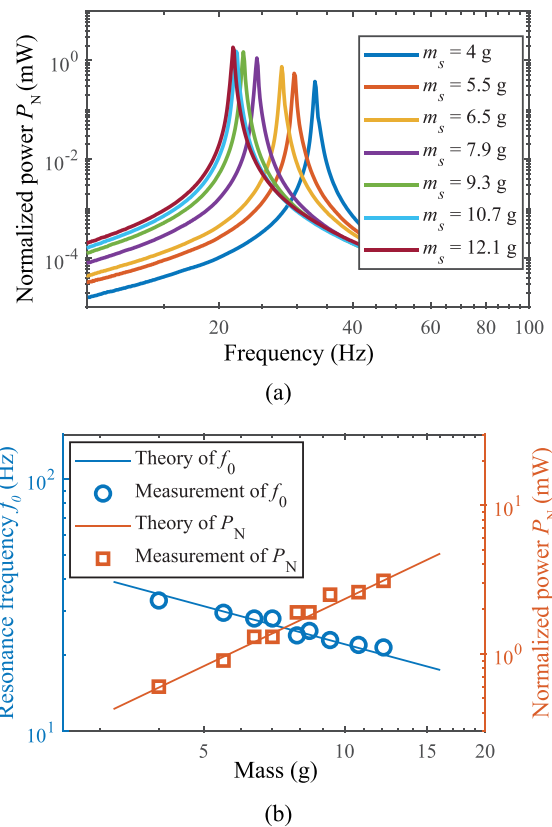 (a)
Normalized power P_N (mW)
10^0
10^-2
10^-4
m_s = 4 g
m_s = 5.5 g
m_s = 6.5 g
m_s = 7.9 g
m_s = 9.3 g
m_s = 10.7 g
m_s = 12.1 g
20 40 60 80 100
Frequency (Hz)
(a)
Resonance frequency f_0 (Hz)
10^2
10^1
Theory of f_0
Measurement of f_0
Theory of P_N
Measurement of P_N
10^1
10^0
Normalized power P_N (mW)
5 10 15 20
Mass (g)
(b)